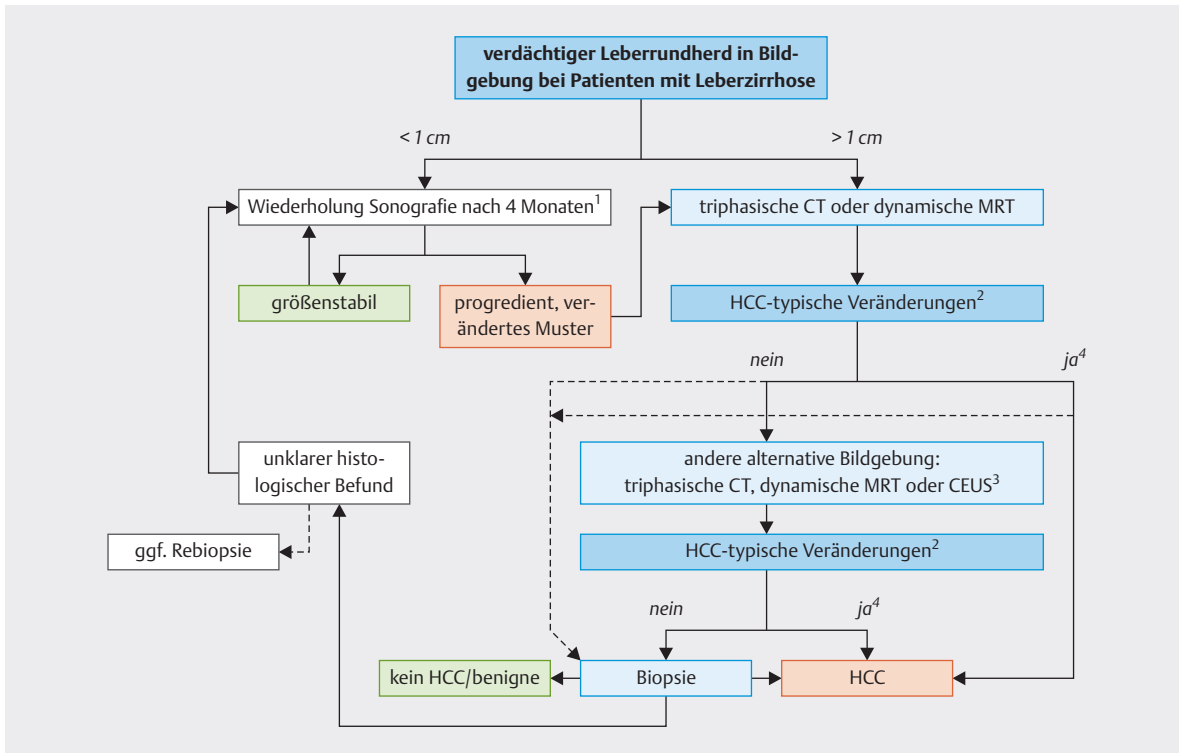 verdächtiger Leberrundherd in Bild-
gebung bei Patienten mit Leberzirrhose
< 1 cm
> 1 cm
Wiederholung Sonografie nach 4 Monaten¹
triphasische CT oder dynamische MRT
größenstabil
progredient, ver-
ändertes Muster
HCC-typische Veränderungen²
nein
ja⁴
unklarer histo-
logischer Befund
andere alternative Bildgebung:
triphasische CT, dynamische MRT oder CEUS³
ggf. Rebiopsie
HCC-typische Veränderungen²
nein
ja⁴
kein HCC/benigne
Biopsie
HCC